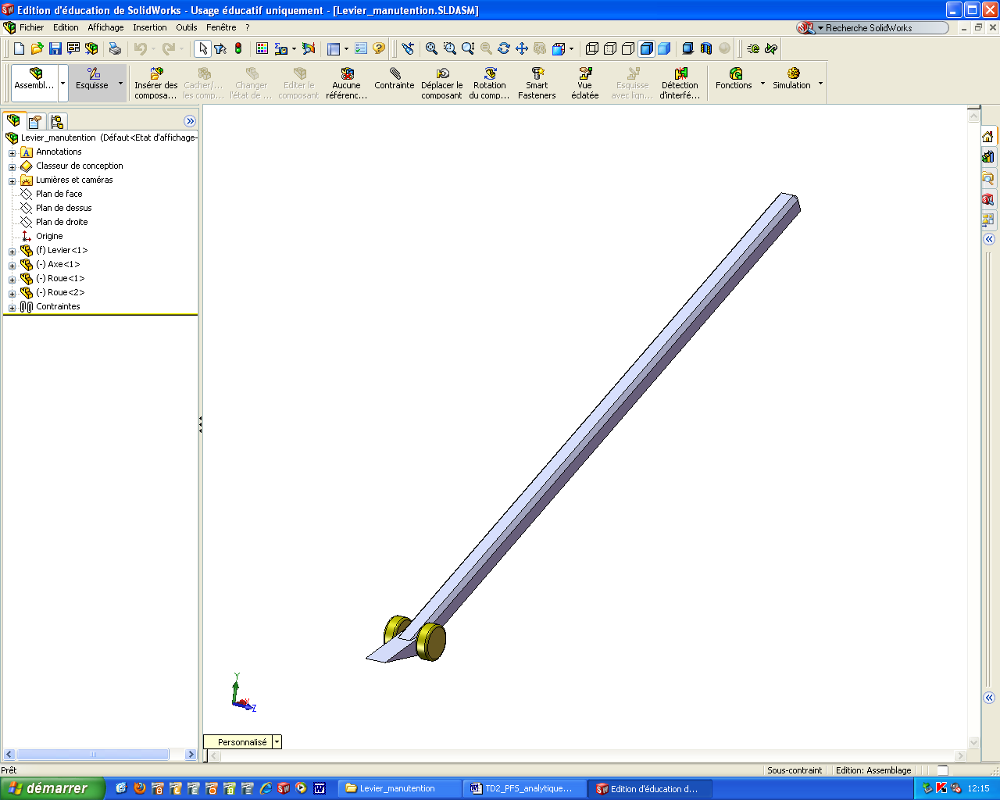 Edition d'éducation de SolidWorks - Usage éducatif uniquement - [Levier_manutention.SLDASM]
Fichier Edition Affichage Insertion Outils Fenêtre ? Recherche SolidWorks
Assembl... Esquisse Insérer des composa... Cacher/... les comp... Changer l'état de ... Editer le composant Aucune référenc... Contrainte Déplacer le composant Rotation du comp... Smart Fasteners Vue éclatée Esquisse avec lign... Détection d'interfé... Fonctions Simulation
Levier_manutention (Défaut<Etat d'affichage-
Annotations
Classeur de conception
Lumières et caméras
Plan de face
Plan de dessus
Plan de droite
Origine
(f) Levier<1>
(-) Axe<1>
(-) Roue<1>
(-) Roue<2>
Contraintes
Y
X
Z
Personnalisé
Prêt Sous-contraint Edition: Assemblage
démarrer Levier_manutention TD2_PFS_analytique... Edition d'éducation d... 12:15